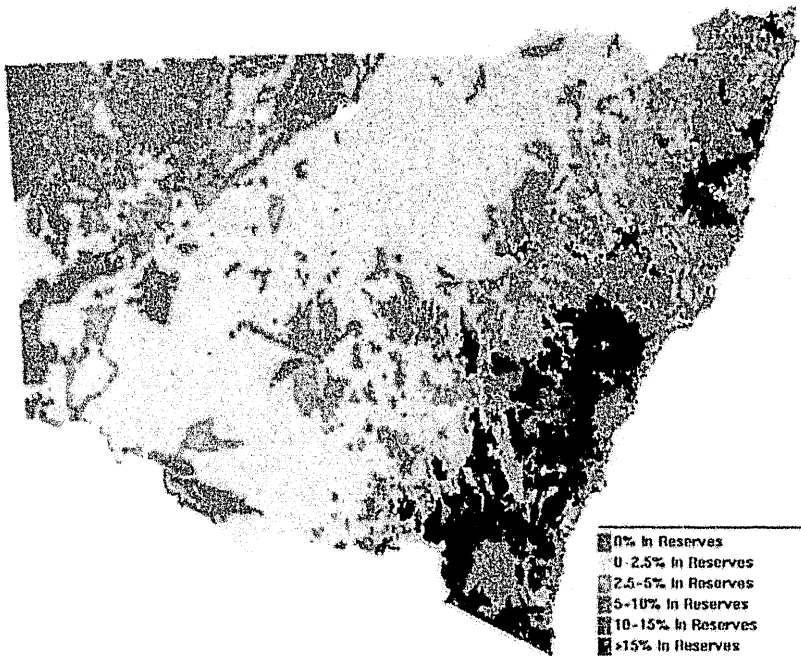 0% In Reserves
0-2.5% In Reserves
2.5-5% In Reserves
5-10% In Reserves
10-15% In Reserves
>15% In Reserves